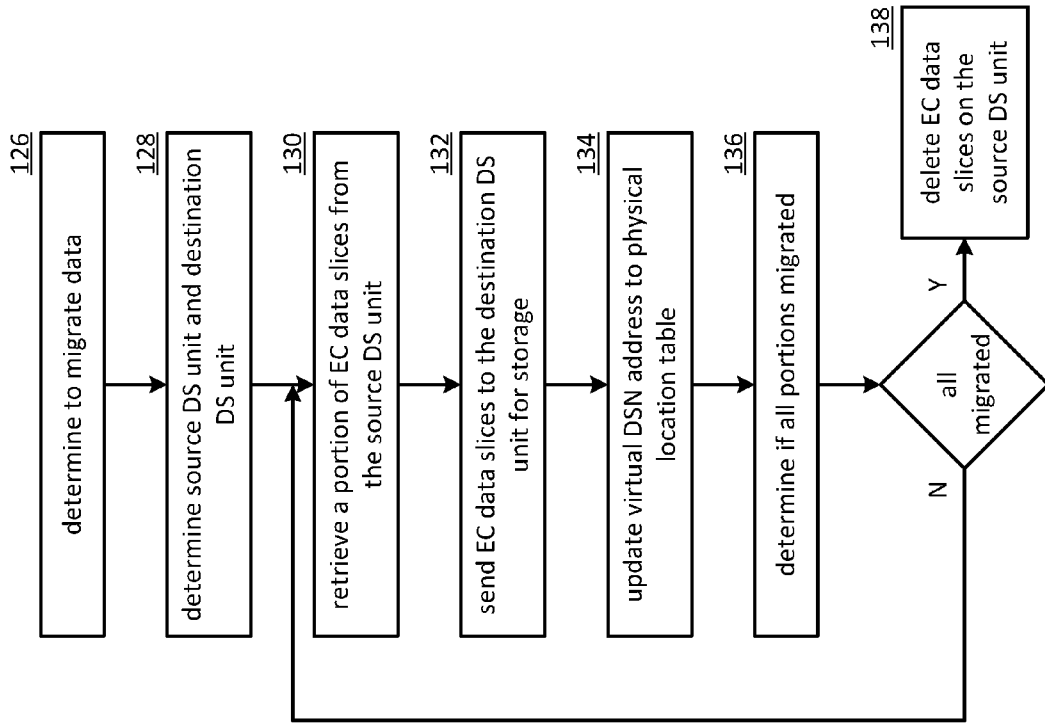 126
determine to migrate data
128
determine source DS unit and destination
DS unit
130
retrieve a portion of EC data slices from
the source DS unit
132
send EC data slices to the destination DS
unit for storage
134
update virtual DSN address to physical
location table
136
determine if all portions migrated
all
migrated
N
Y
138
delete EC data
slices on the
source DS unit